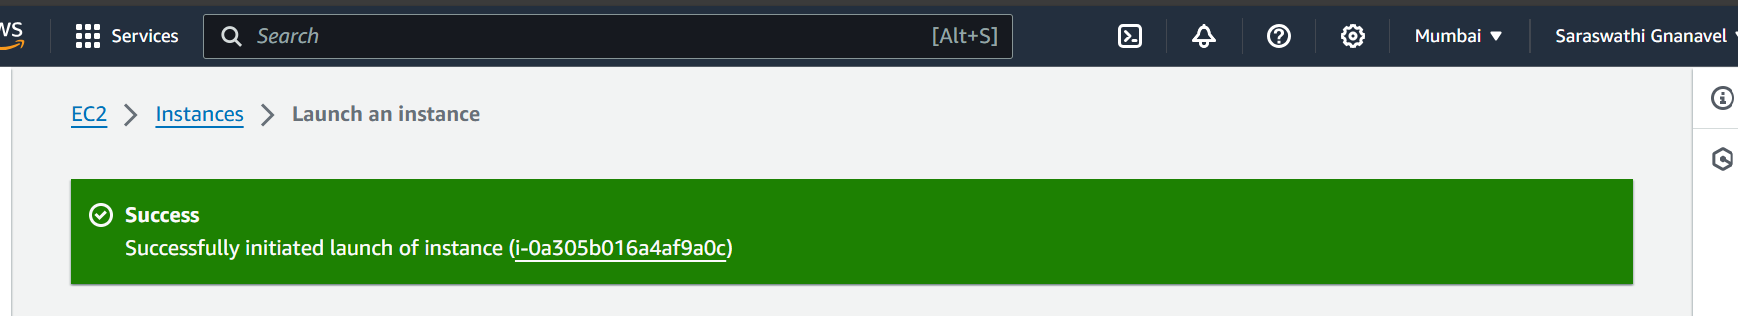 Services
Search [Alt+S]
Mumbai
Saraswathi Gnanavel
EC2 > Instances > Launch an instance
Success
Successfully initiated launch of instance (i-0a305b016a4af9a0c)